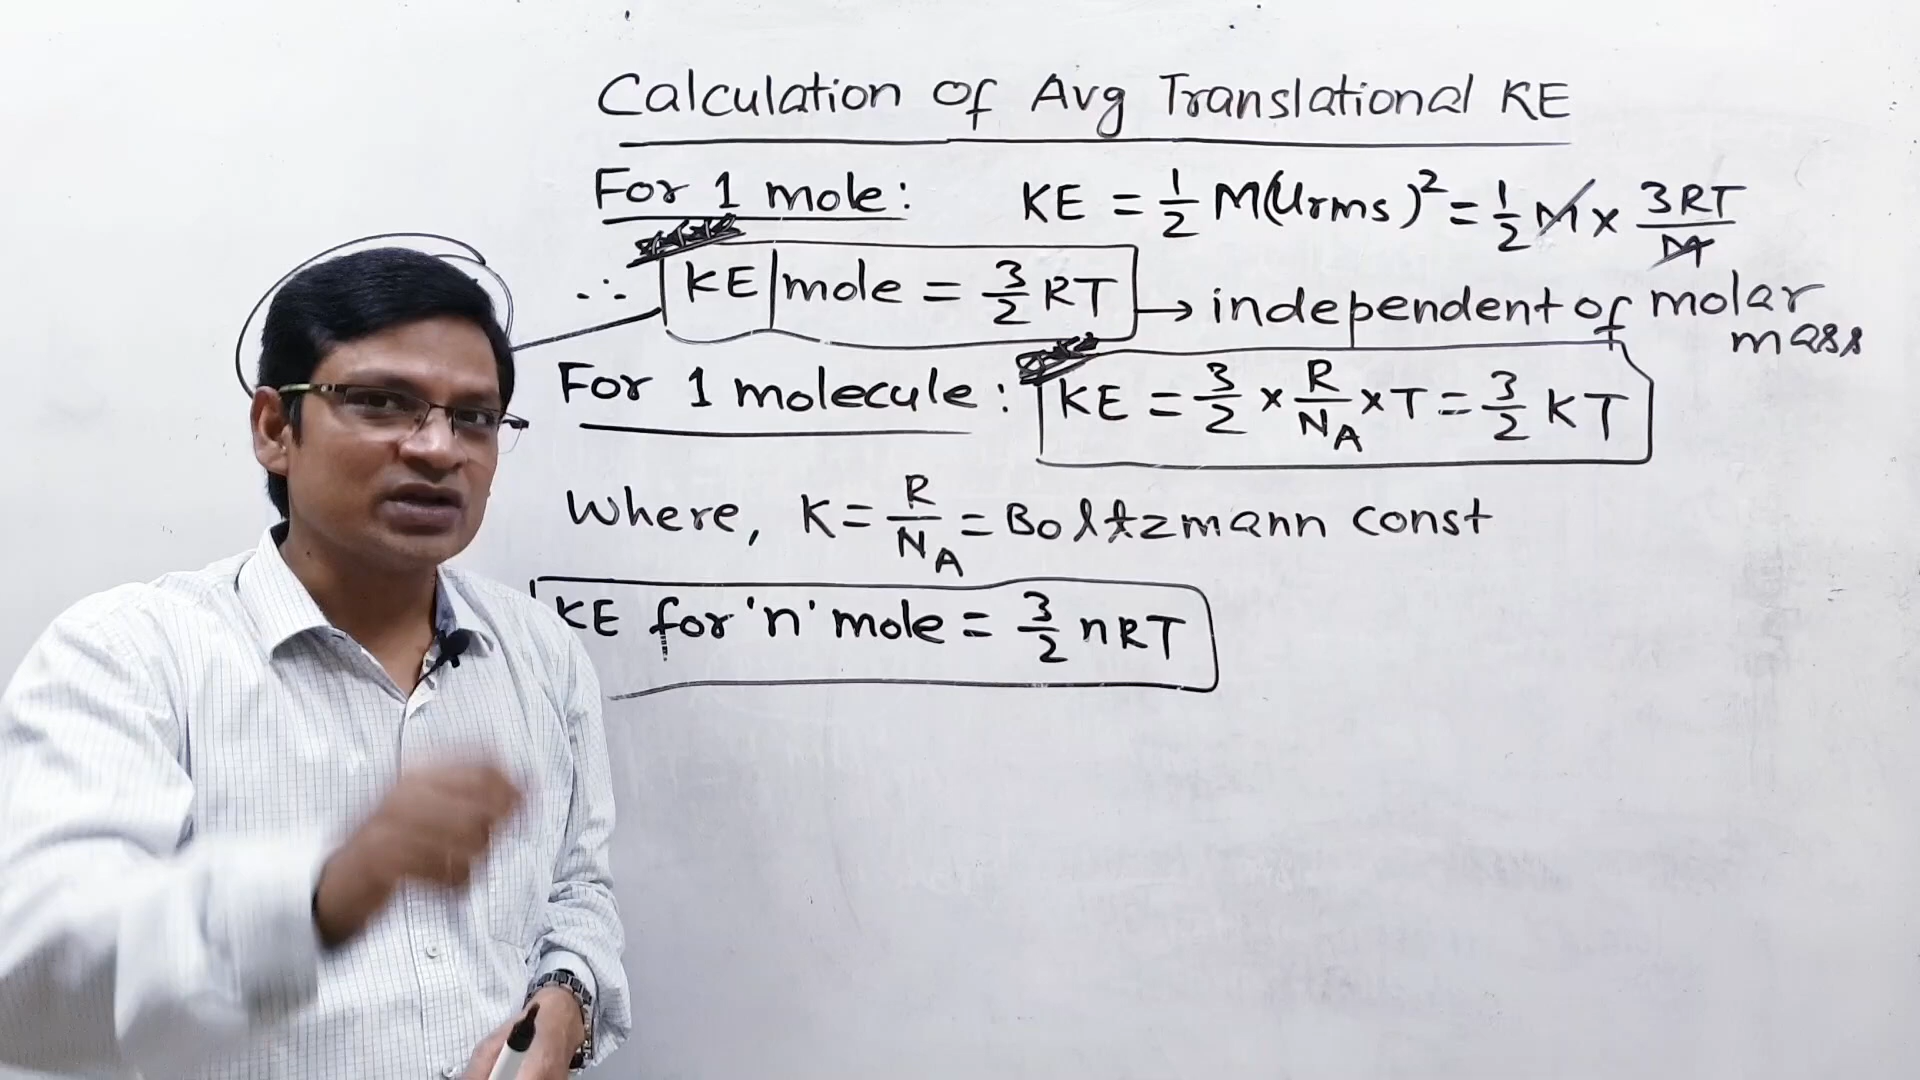 Calculation of Avg Translational KE
For 1 mole: KE = 1/2 M(Urms)² = 1/2 M × 3RT/M
∴ KE|mole = 3/2 RT → independent of molar mass
For 1 molecule: KE = 3/2 × R/N_A × T = 3/2 KT
Where, K = R/N_A = Boltzmann const
KE for 'n' mole = 3/2 nRT